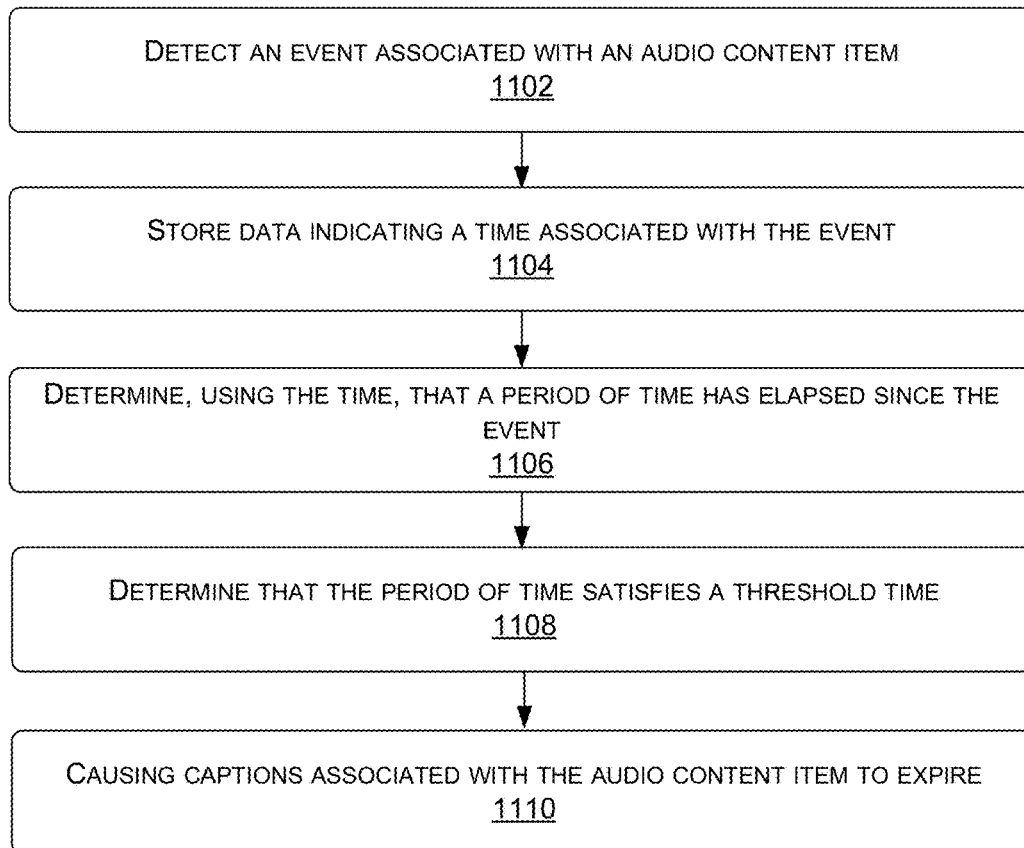 DETECT AN EVENT ASSOCIATED WITH AN AUDIO CONTENT ITEM
1102
STORE DATA INDICATING A TIME ASSOCIATED WITH THE EVENT
1104
DETERMINE, USING THE TIME, THAT A PERIOD OF TIME HAS ELAPSED SINCE THE
EVENT
1106
DETERMINE THAT THE PERIOD OF TIME SATISFIES A THRESHOLD TIME
1108
CAUSING CAPTIONS ASSOCIATED WITH THE AUDIO CONTENT ITEM TO EXPIRE
1110